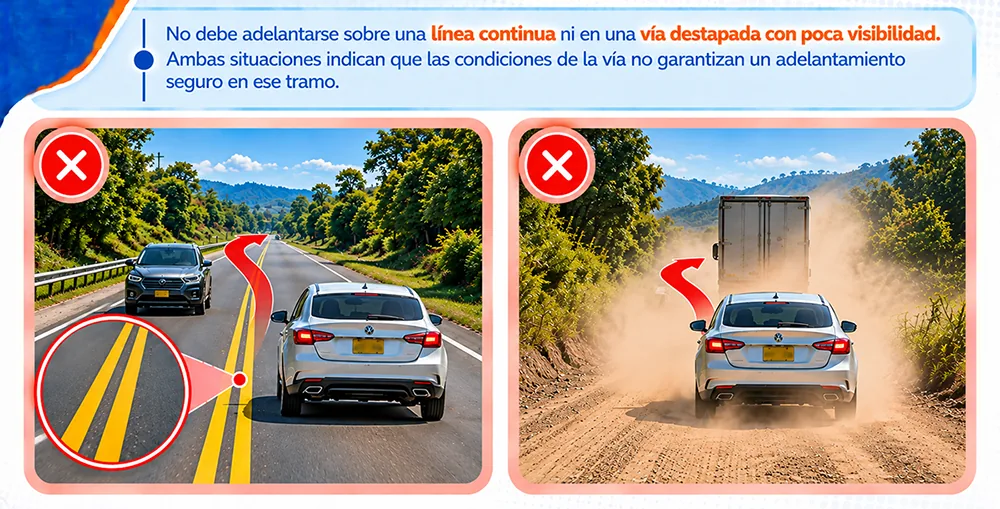 No debe adelantarse sobre una línea continua ni en una vía destapada con poca visibilidad.
Ambas situaciones indican que las condiciones de la vía no garantizan un adelantamiento
seguro en ese tramo.